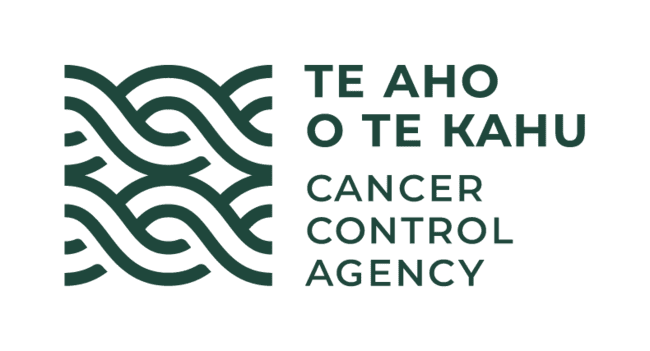 TE AHO
O TE KAHU
CANCER
CONTROL
AGENCY